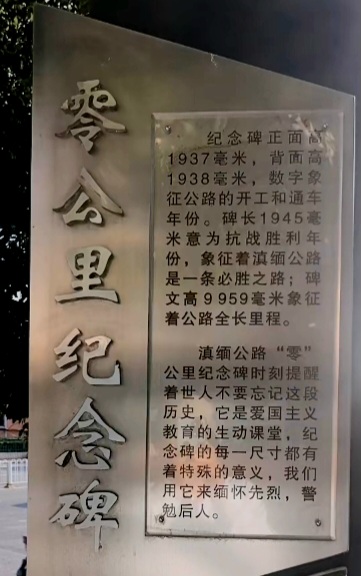 零公里纪念碑
纪念碑正面高
1937毫米，背面高
1938毫米，数字象
征公路的开工和通车
年份。碑长1945毫
米意为抗战胜利年
份，象征着滇缅公路
是一条必胜之路；碑
文高9959毫米象征
着公路全长里程。
滇缅公路“零”
公里纪念碑时刻提醒
着世人不要忘记这段
历史，它是爱国主义
教育的生动课堂，纪
念碑的每一尺寸都有
着特殊的意义，我们
用它来缅怀先烈，警
勉后人。